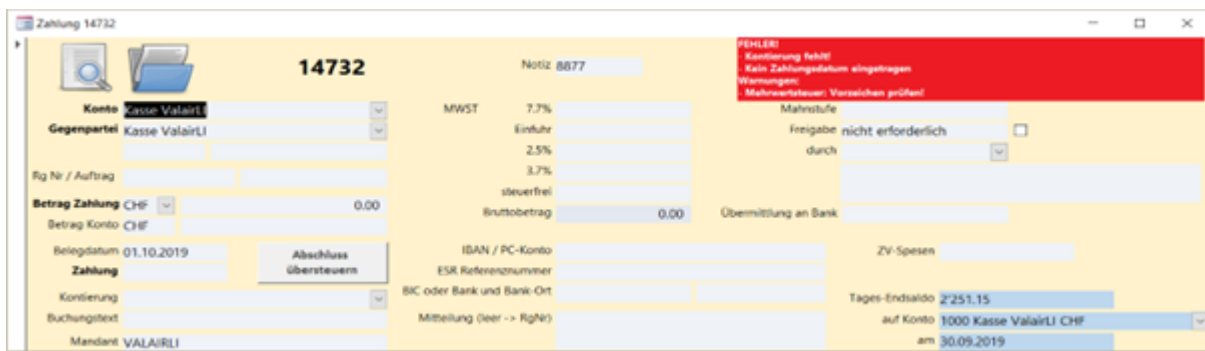 Zahlung 14732
14732
Notiz 8877
FEHLER!
- Kontierung fehlt!
- Kein Zahlungsdatum eingetragen
Warnungen:
- Mehrwertsteuer: Vorzeichen prüfen!
Konto Kasse ValairLI MWST 7.7% Mahnstufe
Gegenpartei Kasse ValairLI Einfuhr Freigabe nicht erforderlich
2.5% durch
Rg Nr / Auftrag 3.7%
steuerfrei
Betrag Zahlung CHF 0.00 Bruttobetrag 0.00 Übermittlung an Bank
Betrag Konto CHF
Belegdatum 01.10.2019 Abschluss übersteuern IBAN / PC-Konto ZV-Spesen
Zahlung ESR Referenznummer
Kontierung BIC oder Bank und Bank-Ort Tages-Endsaldo 2'251.15
Buchungstext Mitteilung (leer -> RgNr) auf Konto 1000 Kasse ValairLI CHF
Mandant VALAIRLI am 30.09.2019